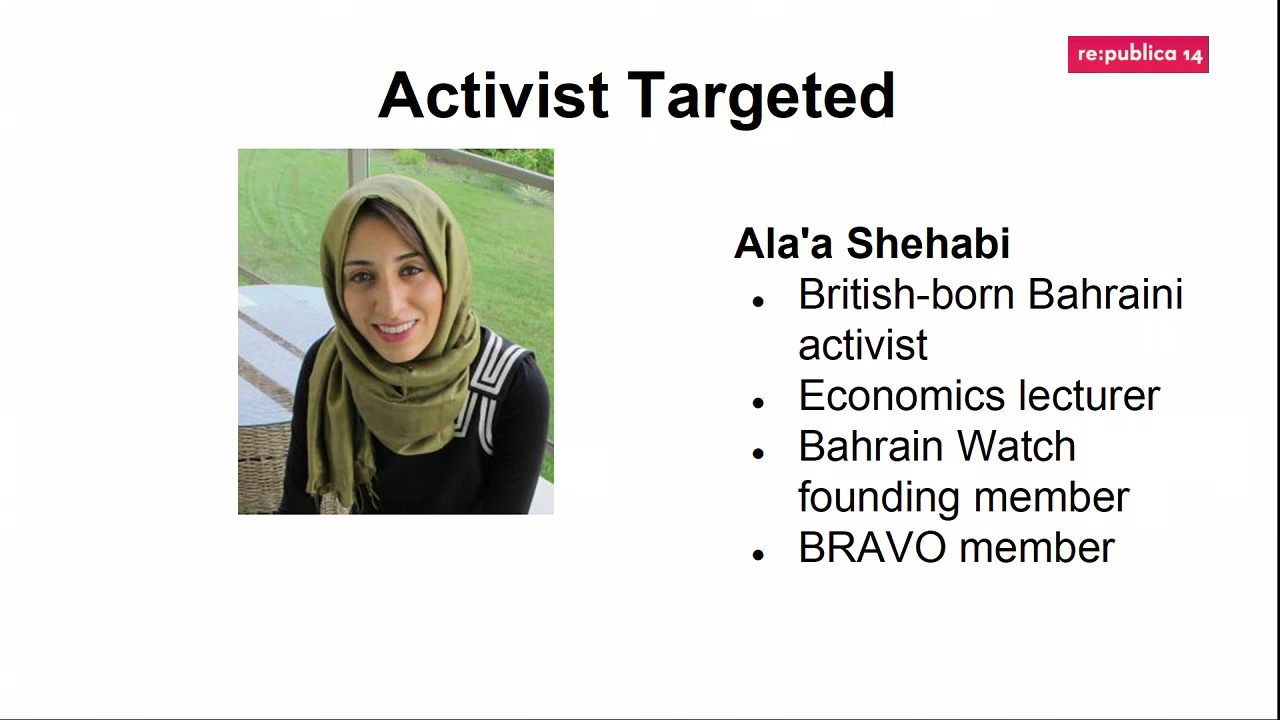 re:publica 14
Activist Targeted
Ala'a Shehabi
● British-born Bahraini
activist
● Economics lecturer
● Bahrain Watch
founding member
● BRAVO member